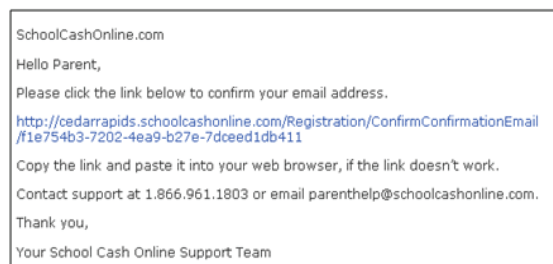 SchoolCashOnline.com
Hello Parent,
Please click the link below to confirm your email address.
http://cedarrapids.schoolcashonline.com/Registration/ConfirmConfirmationEmail
/f1e754b3-7202-4ea9-b27e-7dceed1db411
Copy the link and paste it into your web browser, if the link doesn't work.
Contact support at 1.866.961.1803 or email parenthelp@schoolcashonline.com.
Thank you,
Your School Cash Online Support Team